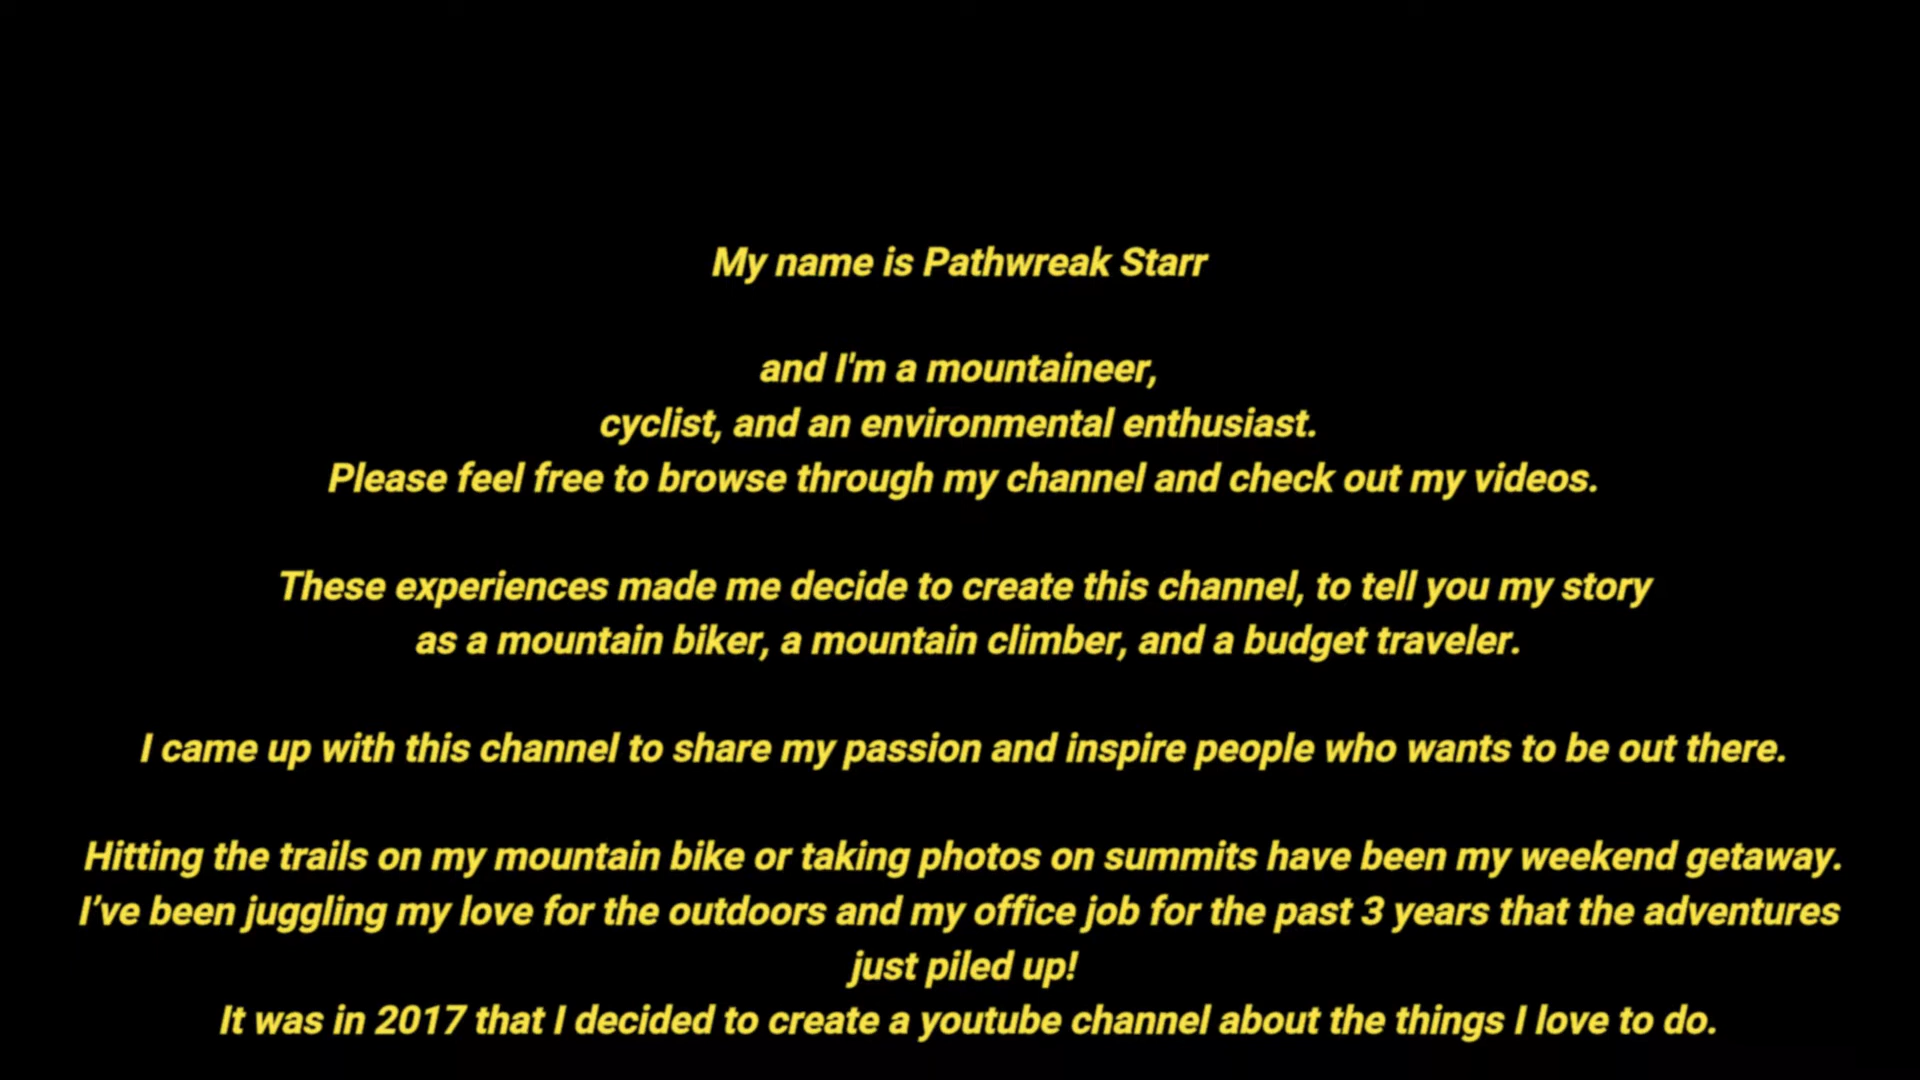 My name is Pathwreak Starr
and I'm a mountaineer,
cyclist, and an environmental enthusiast.
Please feel free to browse through my channel and check out my videos.
These experiences made me decide to create this channel, to tell you my story
as a mountain biker, a mountain climber, and a budget traveler.
I came up with this channel to share my passion and inspire people who wants to be out there.
Hitting the trails on my mountain bike or taking photos on summits have been my weekend getaway.
I’ve been juggling my love for the outdoors and my office job for the past 3 years that the adventures
just piled up!
It was in 2017 that I decided to create a youtube channel about the things I love to do.